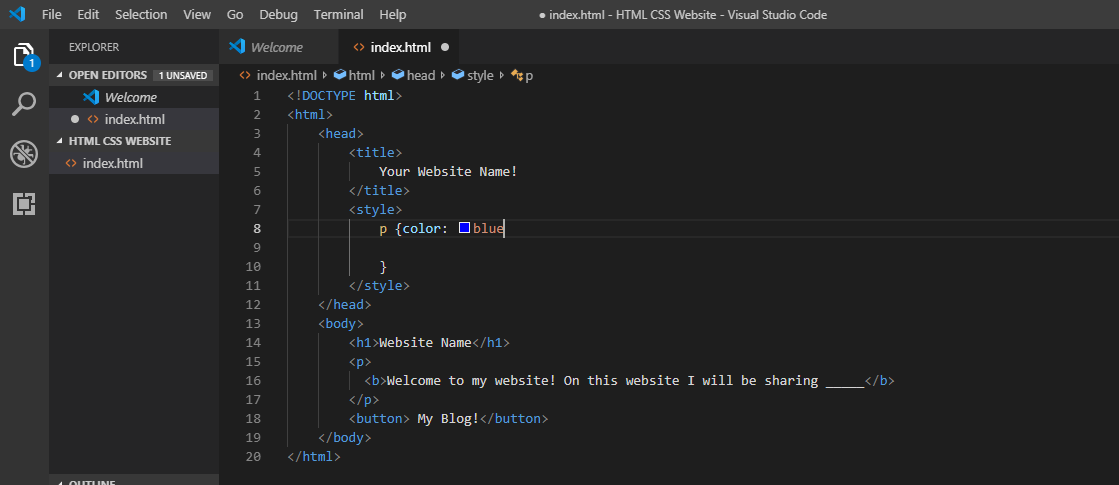 File Edit Selection View Go Debug Terminal Help ● index.html - HTML CSS Website - Visual Studio Code
EXPLORER
OPEN EDITORS 1 UNSAVED
Welcome
index.html
HTML CSS WEBSITE
index.html
OUTLINE
1
Welcome
index.html
index.html html head style p
1 <!DOCTYPE html>
2 <html>
3 <head>
4 <title>
5 Your Website Name!
6 </title>
7 <style>
8 p {color: blue
9
10 }
11 </style>
12 </head>
13 <body>
14 <h1>Website Name</h1>
15 <p>
16 <b>Welcome to my website! On this website I will be sharing _____</b>
17 </p>
18 <button> My Blog!</button>
19 </body>
20 </html>